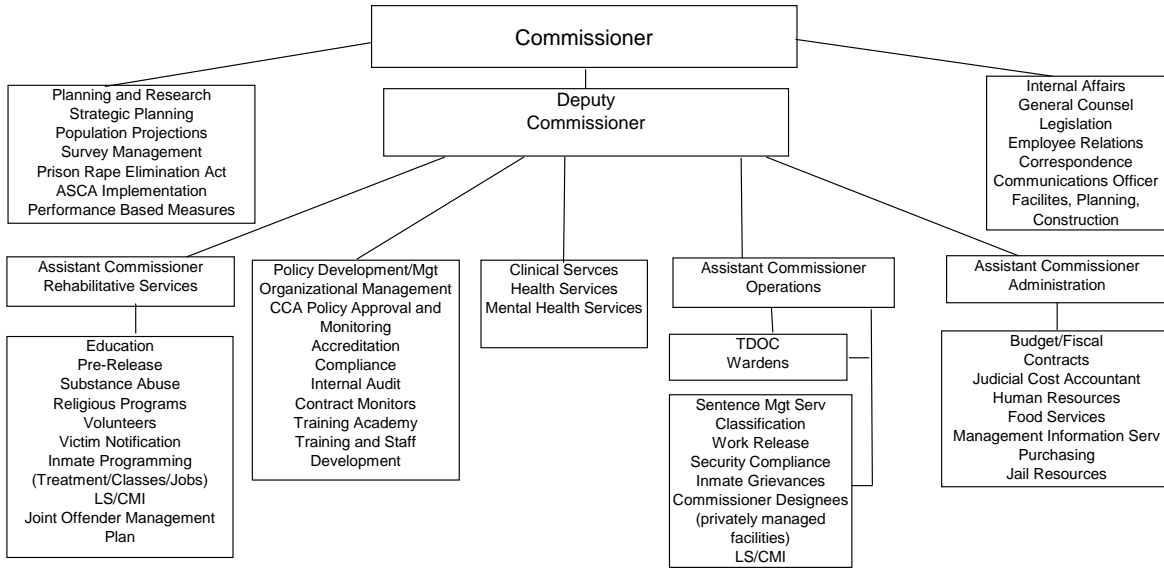 Commissioner
Planning and Research
Strategic Planning
Population Projections
Survey Management
Prison Rape Elimination Act
ASCA Implementation
Performance Based Measures
Deputy
Commissioner
Internal Affairs
General Counsel
Legislation
Employee Relations
Correspondence
Communications Officer
Facilites, Planning,
Construction
Assistant Commissioner
Rehabilitative Services
Education
Pre-Release
Substance Abuse
Religious Programs
Volunteers
Victim Notification
Inmate Programming
(Treatment/Classes/Jobs)
LS/CMI
Joint Offender Management
Plan
Policy Development/Mgt
Organizational Management
CCA Policy Approval and
Monitoring
Accreditation
Compliance
Internal Audit
Contract Monitors
Training Academy
Training and Staff
Development
Clinical Servces
Health Services
Mental Health Services
Assistant Commissioner
Operations
TDOC
Wardens
Sentence Mgt Serv
Classification
Work Release
Security Compliance
Inmate Grievances
Commissioner Designees
(privately managed
facilities)
LS/CMI
Assistant Commissioner
Administration
Budget/Fiscal
Contracts
Judicial Cost Accountant
Human Resources
Food Services
Management Information Serv
Purchasing
Jail Resources